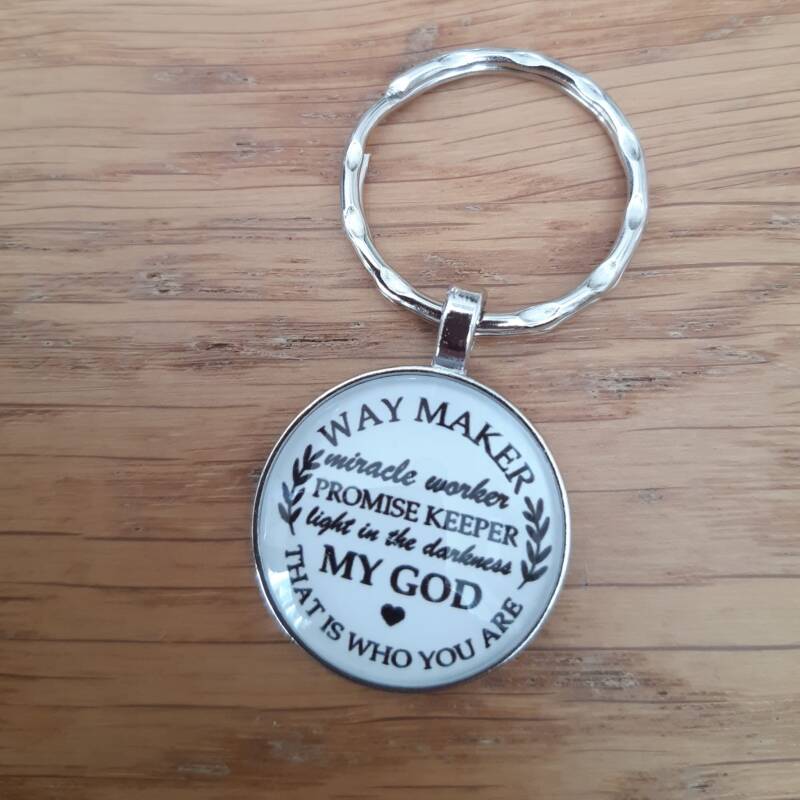 WAY MAKER
miracle worker
PROMISE KEEPER
light in the darkness
MY GOD
THAT IS WHO YOU ARE